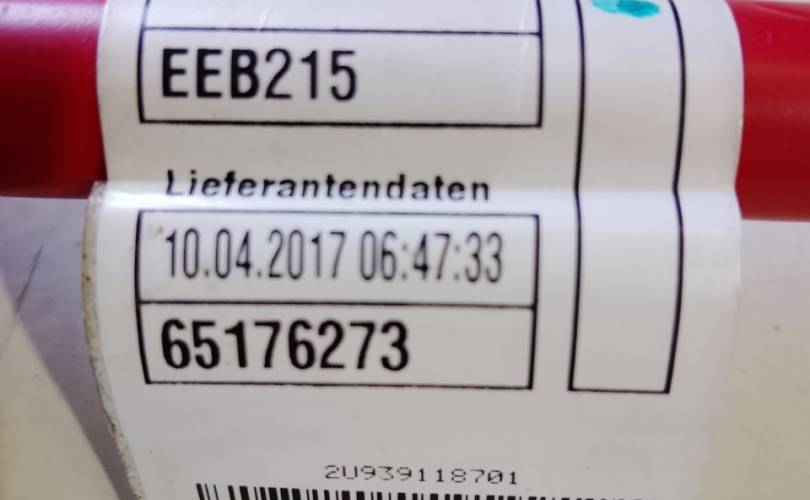 EEB215
Lieferantendaten
10.04.2017 06:47:33
65176273
2U939118701